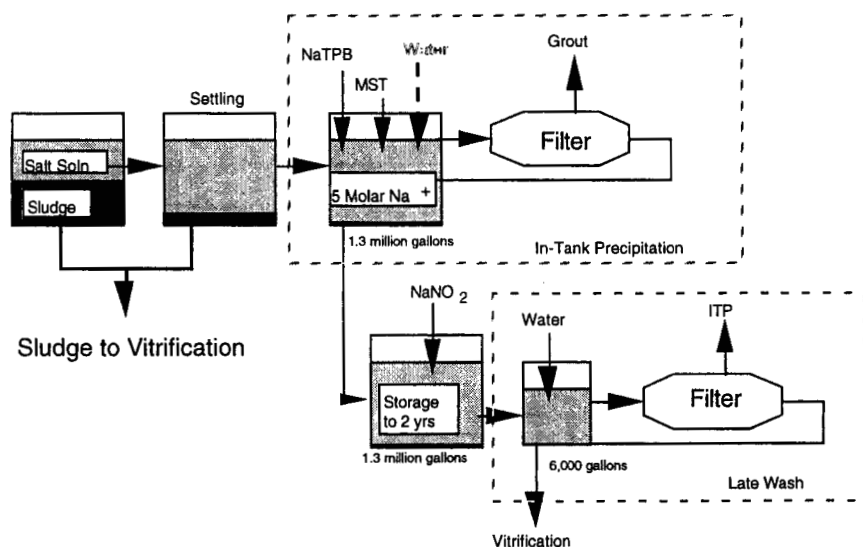 Grout
NaTPB
Water
MST
Settling
Filter
Salt Soln
Sludge
5 Molar Na +
1.3 million gallons
In-Tank Precipitation
NaNO 2
ITP
Water
Sludge to Vitrification
Storage
to 2 yrs
Filter
1.3 million gallons
6,000 gallons
Late Wash
Vitrification